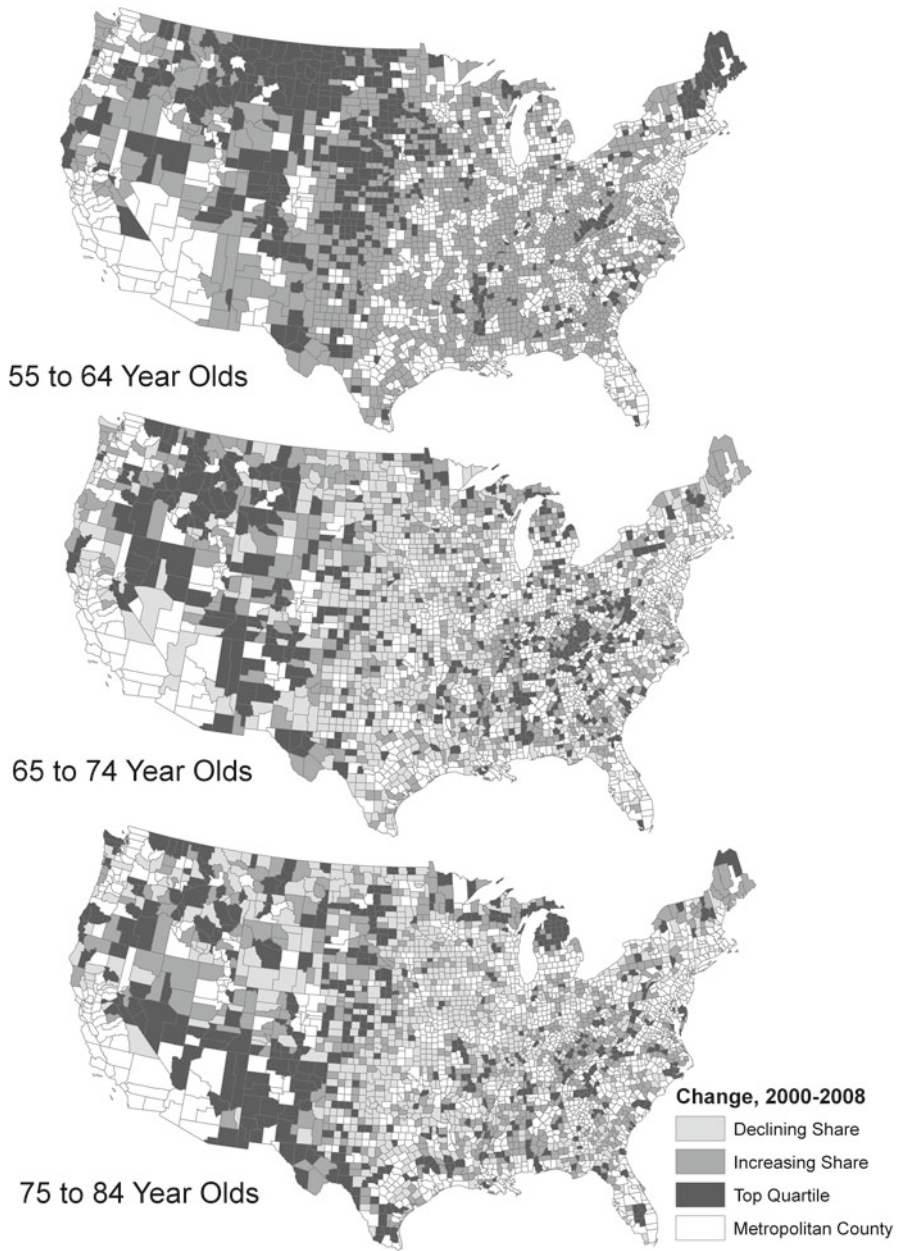 55 to 64 Year Olds
65 to 74 Year Olds
75 to 84 Year Olds
Change, 2000-2008
Declining Share
Increasing Share
Top Quartile
Metropolitan County